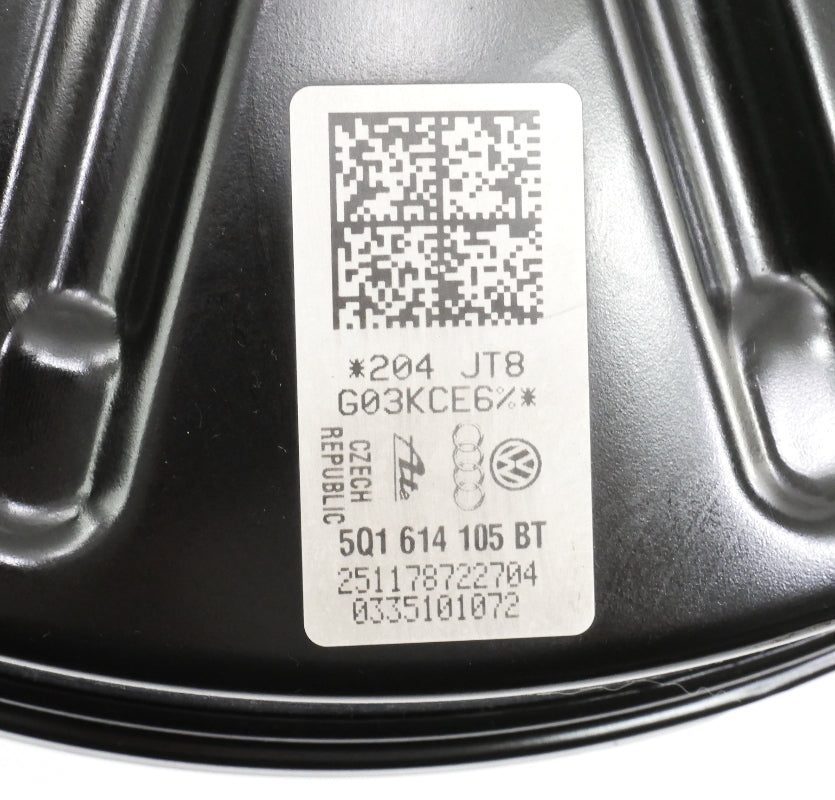 *204 JT8
G03KCE6%*
CZECH
REPUBLIC
Ate
5Q1 614 105 BT
251178722704
0335101072